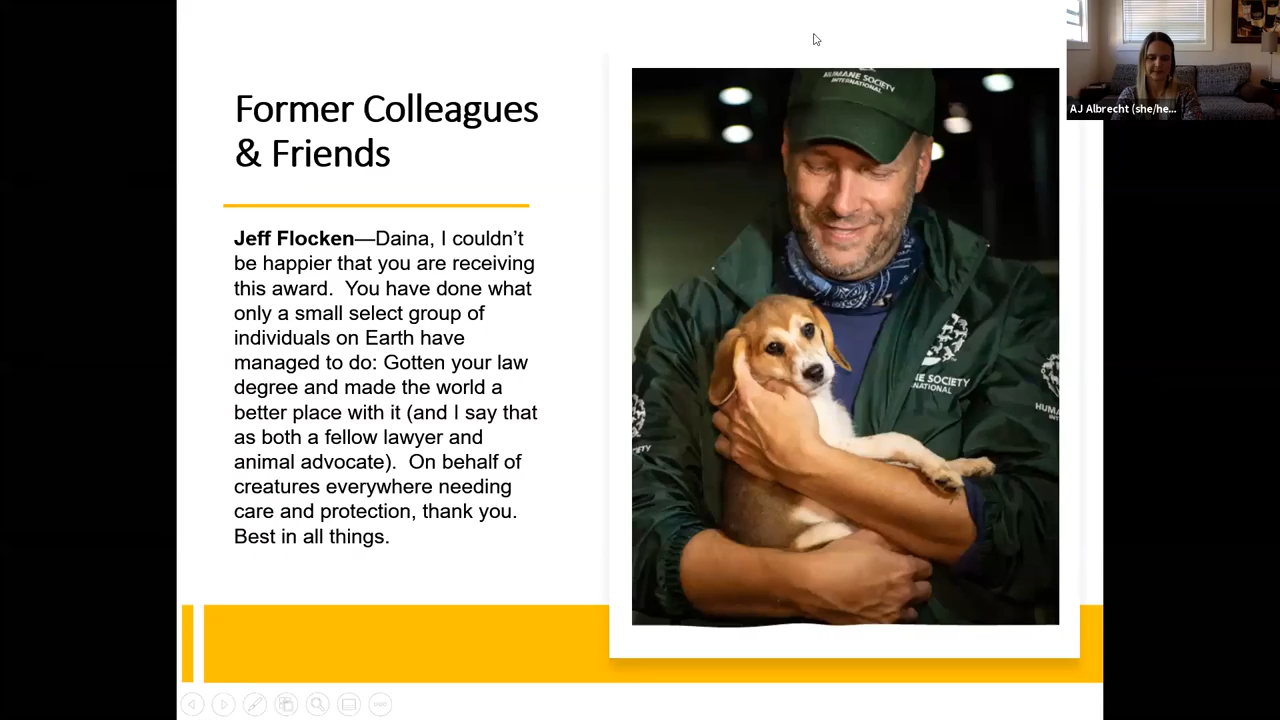 Former Colleagues
& Friends
Jeff Flocken—Daina, I couldn’t
be happier that you are receiving
this award.  You have done what
only a small select group of
individuals on Earth have
managed to do: Gotten your law
degree and made the world a
better place with it (and I say that
as both a fellow lawyer and
animal advocate).  On behalf of
creatures everywhere needing
care and protection, thank you.
Best in all things.
HUMANE SOCIETY
INTERNATIONAL
NE SOCIETY
NATIONAL
HUM
INT
IETY
AJ Albrecht (she/he...